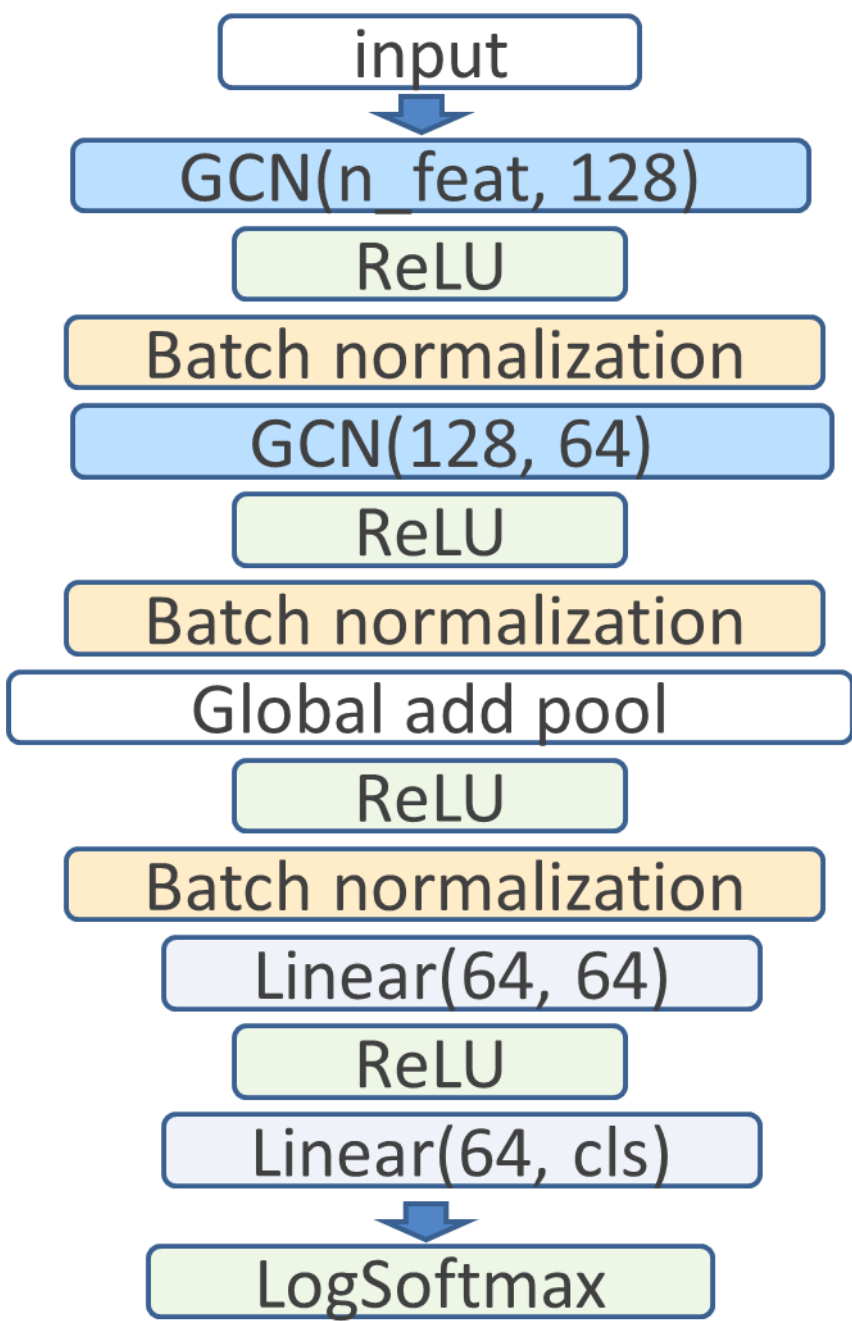 input
GCN(n_feat, 128)
ReLU
Batch normalization
GCN(128, 64)
ReLU
Batch normalization
Global add pool
ReLU
Batch normalization
Linear(64, 64)
ReLU
Linear(64, cls)
LogSoftmax